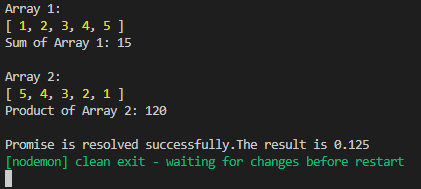 Array 1:
[ 1, 2, 3, 4, 5 ]
Sum of Array 1: 15
Array 2:
[ 5, 4, 3, 2, 1 ]
Product of Array 2: 120
Promise is resolved successfully.The result is 0.125
[nodemon] clean exit - waiting for changes before restart